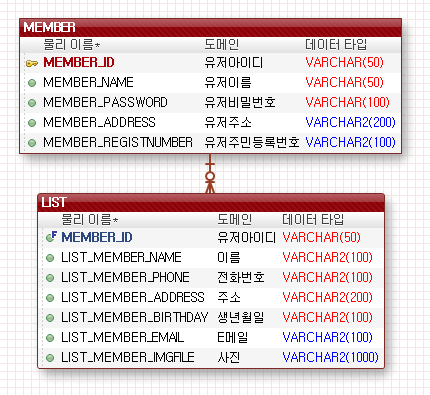 MEMBER
물리 이름* 도메인 데이터 타입
MEMBER_ID 유저아이디 VARCHAR(50)
MEMBER_NAME 유저이름 VARCHAR(50)
MEMBER_PASSWORD 유저비밀번호 VARCHAR(100)
MEMBER_ADDRESS 유저주소 VARCHAR2(200)
MEMBER_REGISTNUMBER 유저주민등록번호 VARCHAR2(100)
LIST
물리 이름* 도메인 데이터 타입
F MEMBER_ID 유저아이디 VARCHAR(50)
LIST_MEMBER_NAME 이름 VARCHAR2(100)
LIST_MEMBER_PHONE 전화번호 VARCHAR2(100)
LIST_MEMBER_ADDRESS 주소 VARCHAR2(200)
LIST_MEMBER_BIRTHDAY 생년월일 VARCHAR2(100)
LIST_MEMBER_EMAIL E메일 VARCHAR2(100)
LIST_MEMBER_IMGFILE 사진 VARCHAR2(1000)